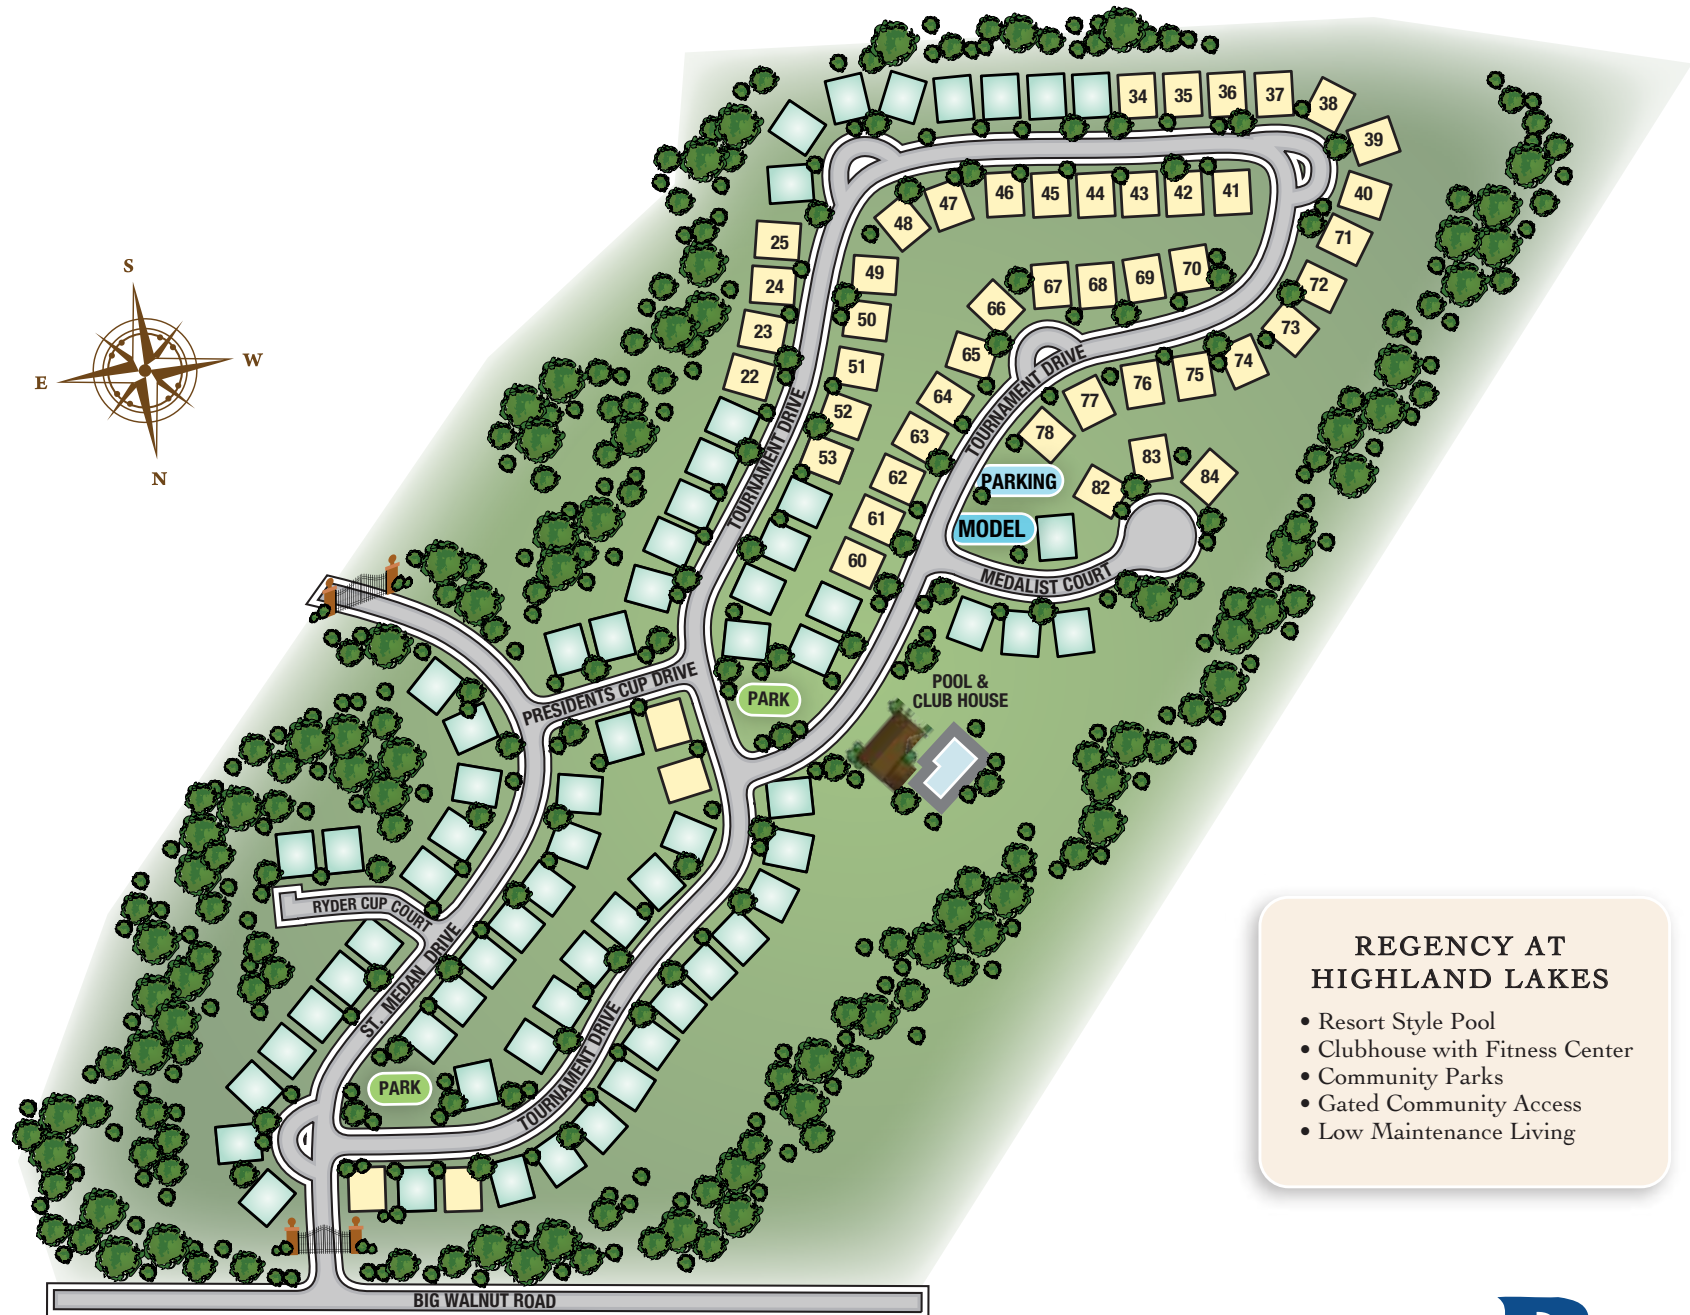 34 35 36 37 38
39
40
71
72
73
74
75
76
77
78
48 47 46 45 44 43 42 41
25
24
23
22
49
50
51
52
53
66 67 68 69 70
65
64
63
62
61
60
82 83 84
S
W
E
N
TOURNAMENT DRIVE
TOURNAMENT DRIVE
PARKING
MODEL
MEDALIST COURT
PRESIDENTS CUP DRIVE
PARK
POOL &
CLUB HOUSE
RYDER CUP COURT
ST. MEDAN DRIVE
PARK
TOURNAMENT DRIVE
BIG WALNUT ROAD
REGENCY AT
HIGHLAND LAKES
• Resort Style Pool
• Clubhouse with Fitness Center
• Community Parks
• Gated Community Access
• Low Maintenance Living